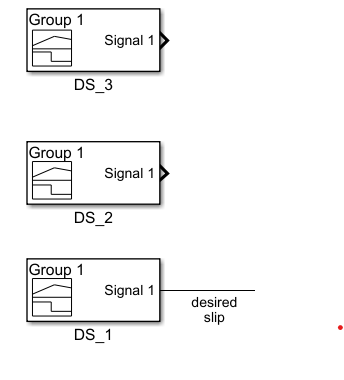 Group 1
Signal 1
DS_3
Group 1
Signal 1
DS_2
Group 1
Signal 1
desired
slip
DS_1